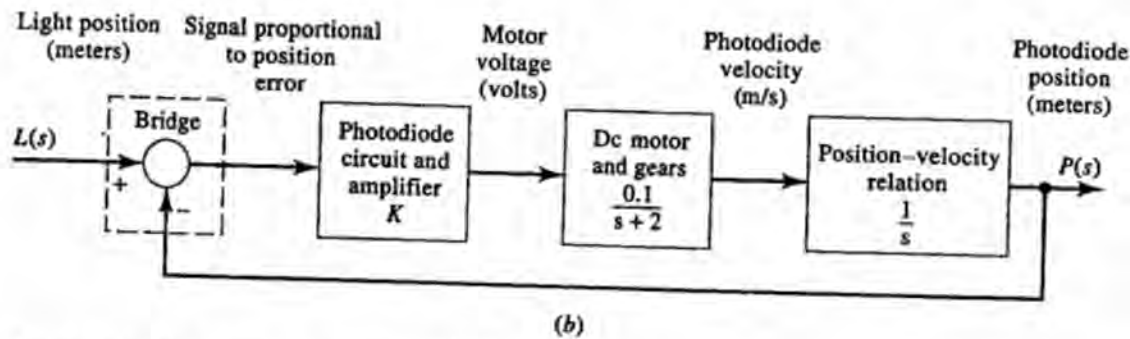 Light position
(meters)
Signal proportional
to position
error
Motor
voltage
(volts)
Photodiode
velocity
(m/s)
Photodiode
position
(meters)
L(s)
+
-
Bridge
Photodiode
circuit and
amplifier
K
Dc motor
and gears
0.1
s + 2
Position–velocity
relation
1
s
P(s)
(b)